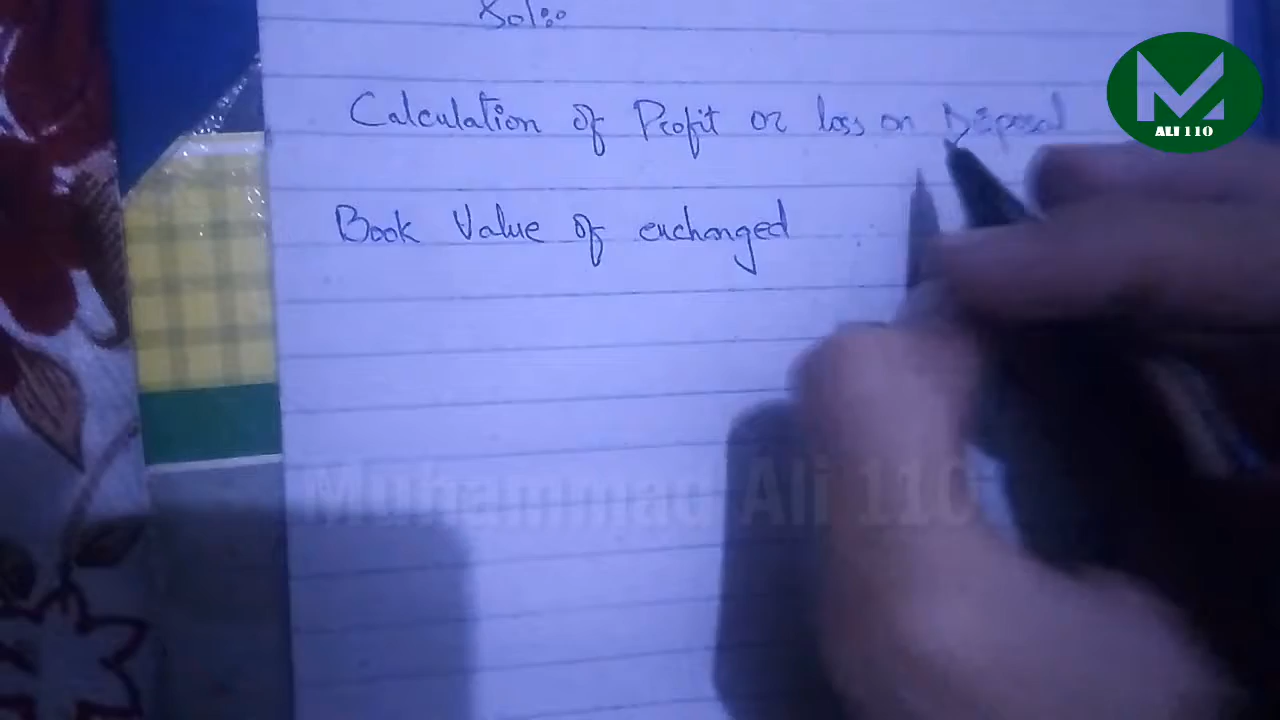 Sol:-
Calculation of Profit or loss on Disposal
Book Value of exchanged
M
ALI 110
Muhammad Ali 110